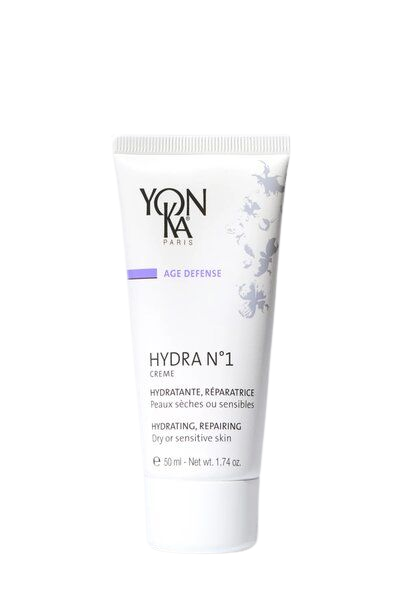 YON
KA®
PARIS
AGE DEFENSE
HYDRA N°1
CREME
HYDRATANTE, RÉPARATRICE
Peaux sèches ou sensibles
HYDRATING, REPAIRING
Dry or sensitive skin
℮ 50 ml - Net wt. 1.74 oz.